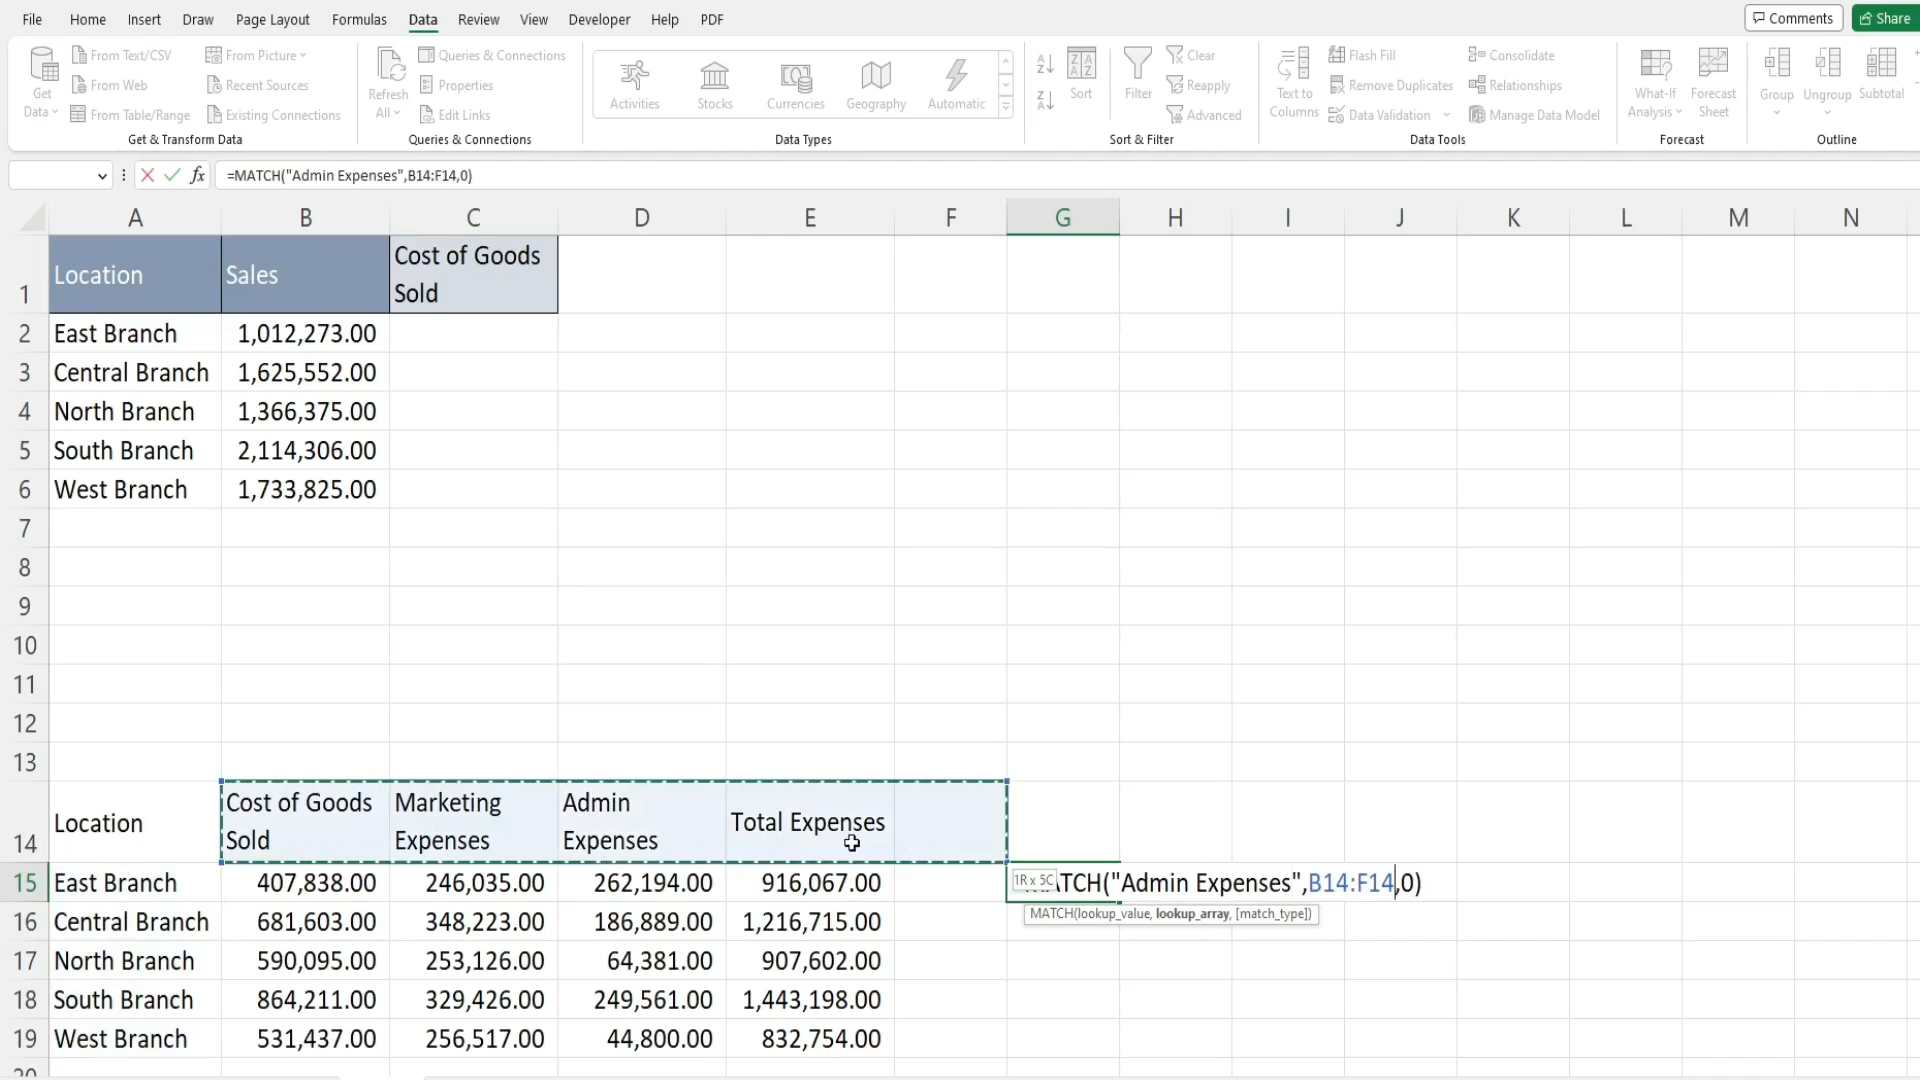 File Home Insert Draw Page Layout Formulas Data Review View Developer Help PDF Comments Share
Get Data
From Text/CSV
From Web
From Table/Range
From Picture
Recent Sources
Existing Connections
Get & Transform Data
Refresh All
Queries & Connections
Properties
Edit Links
Queries & Connections
Activities Stocks Currencies Geography Automatic
Data Types
Sort
Filter
Clear
Reapply
Advanced
Sort & Filter
Text to Columns
Flash Fill
Remove Duplicates
Data Validation
Consolidate
Relationships
Manage Data Model
Data Tools
What-If Analysis
Forecast Sheet
Forecast
Group Ungroup Subtotal
Outline
fx =MATCH("Admin Expenses",B14:F14,0)
A B C D E F G H I J K L M N
1 Location Sales Cost of Goods Sold
2 East Branch 1,012,273.00
3 Central Branch 1,625,552.00
4 North Branch 1,366,375.00
5 South Branch 2,114,306.00
6 West Branch 1,733,825.00
7
8
9
10
11
12
13
14 Location Cost of Goods Sold Marketing Expenses Admin Expenses Total Expenses
15 East Branch 407,838.00 246,035.00 262,194.00 916,067.00 1R x 5C ATCH("Admin Expenses",B14:F14,0)
MATCH(lookup_value, lookup_array, [match_type])
16 Central Branch 681,603.00 348,223.00 186,889.00 1,216,715.00
17 North Branch 590,095.00 253,126.00 64,381.00 907,602.00
18 South Branch 864,211.00 329,426.00 249,561.00 1,443,198.00
19 West Branch 531,437.00 256,517.00 44,800.00 832,754.00
20